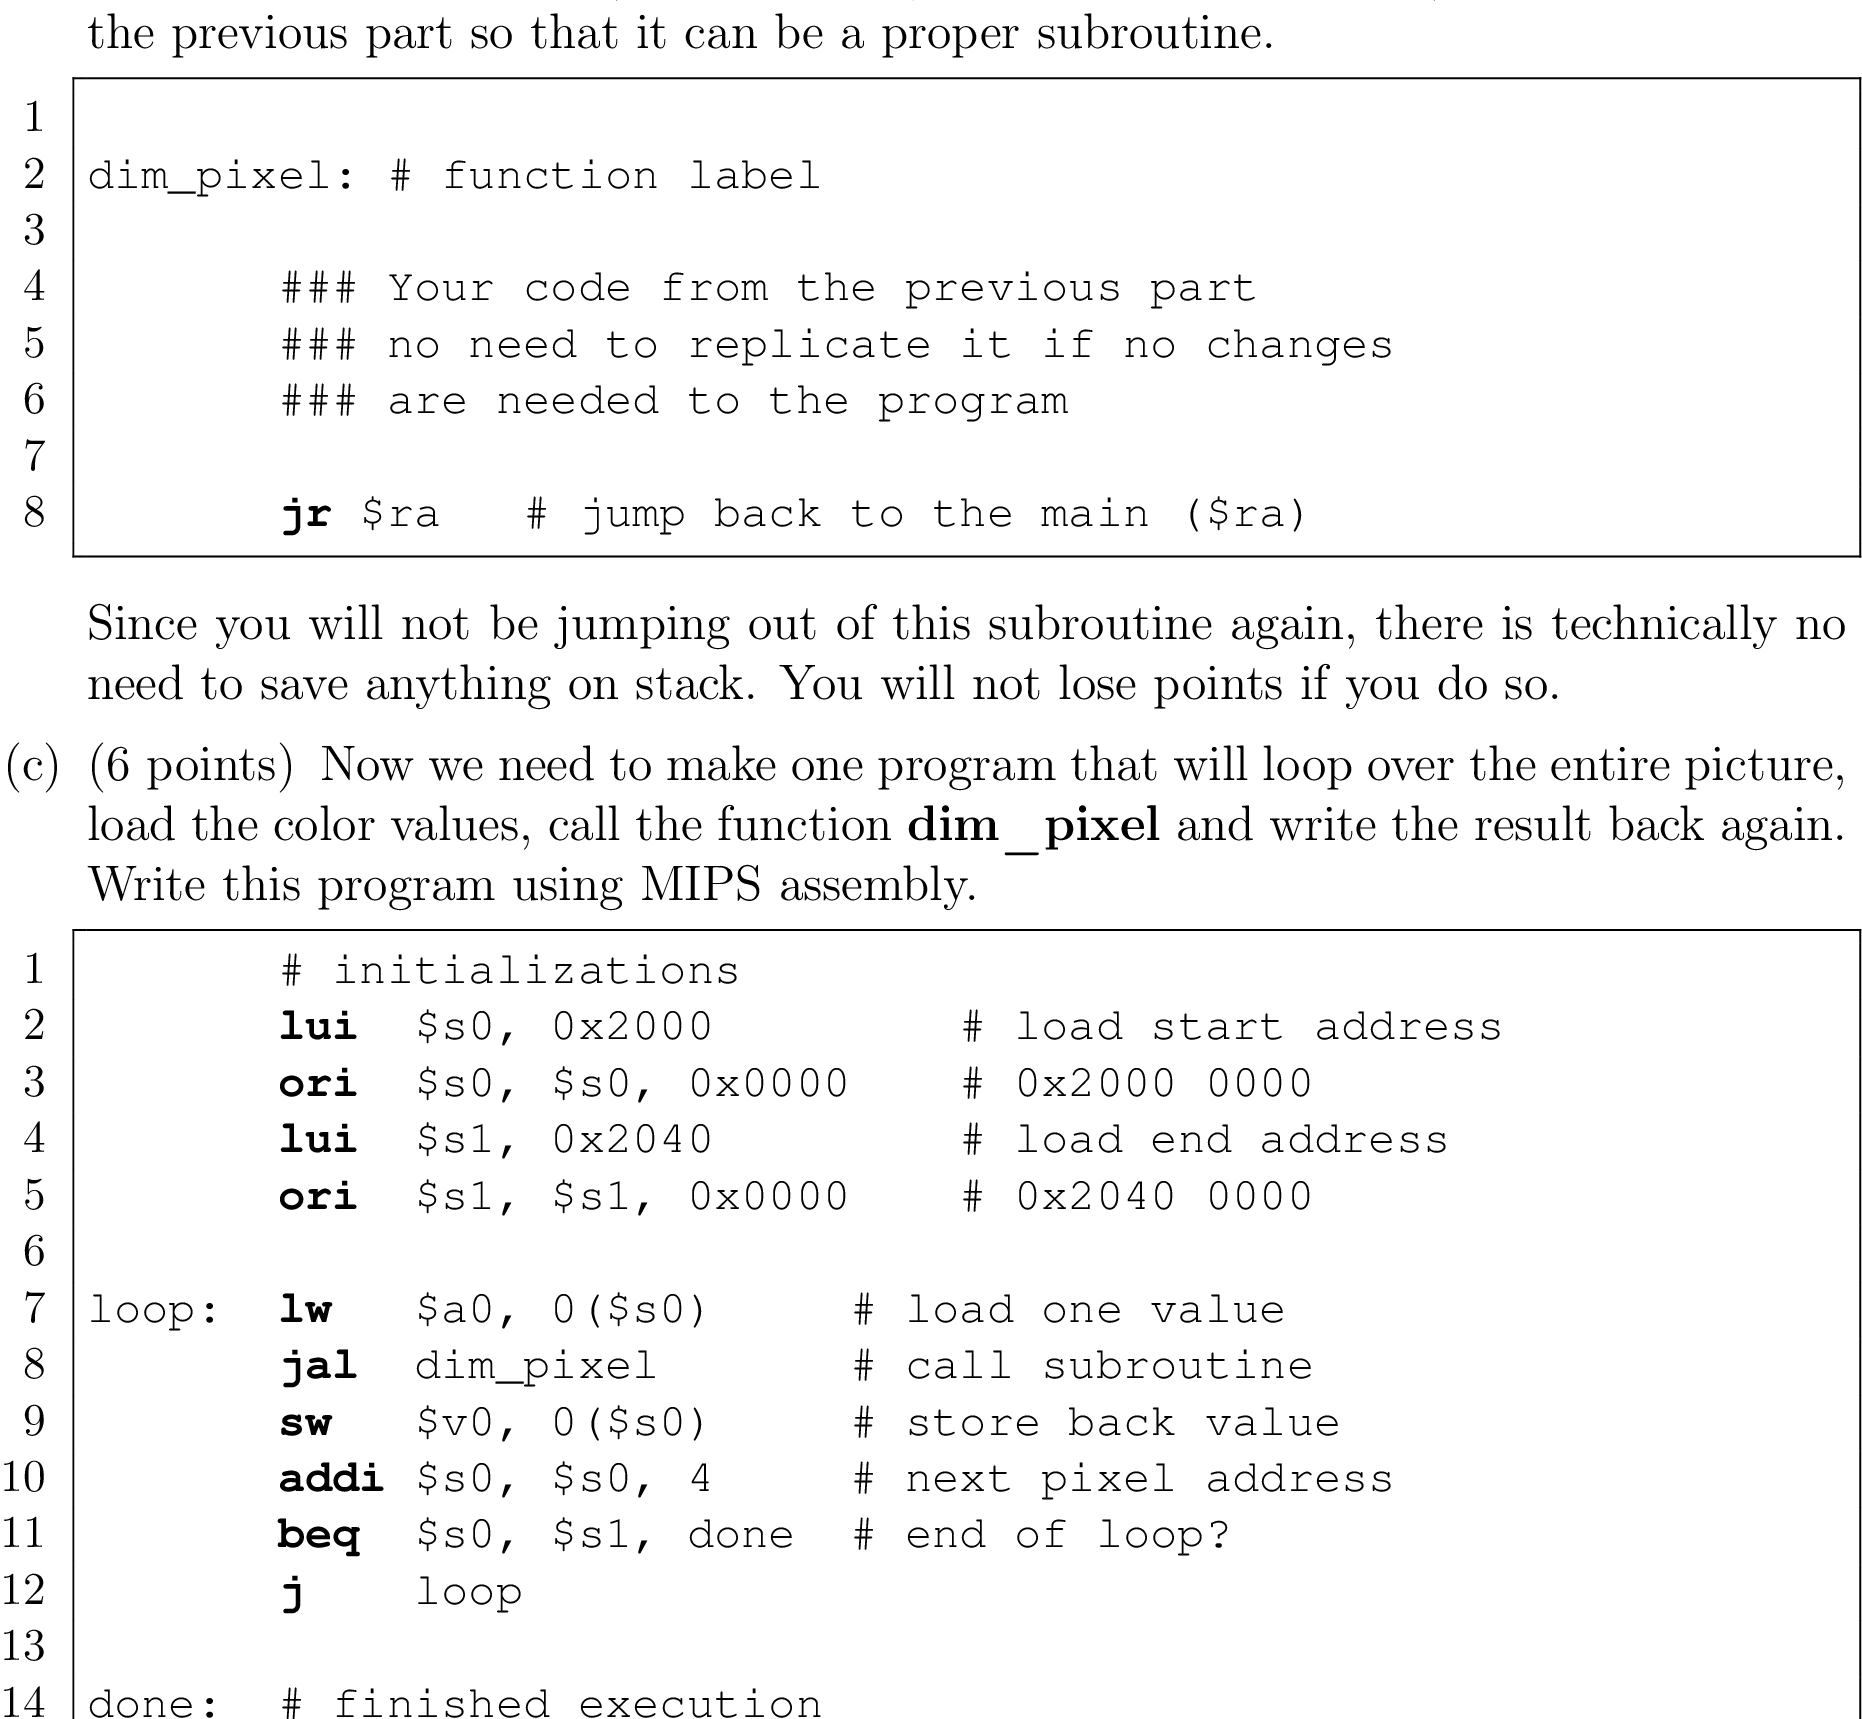 the previous part so that it can be a proper subroutine.
1
2 dim_pixel: # function label
3
4 ### Your code from the previous part
5 ### no need to replicate it if no changes
6 ### are needed to the program
7
8 jr $ra # jump back to the main ($ra)
Since you will not be jumping out of this subroutine again, there is technically no
need to save anything on stack. You will not lose points if you do so.
(c) (6 points) Now we need to make one program that will loop over the entire picture,
load the color values, call the function dim_pixel and write the result back again.
Write this program using MIPS assembly.
1 # initializations
2 lui $s0, 0x2000 # load start address
3 ori $s0, $s0, 0x0000 # 0x2000 0000
4 lui $s1, 0x2040 # load end address
5 ori $s1, $s1, 0x0000 # 0x2040 0000
6
7 loop: lw $a0, 0($s0) # load one value
8 jal dim_pixel # call subroutine
9 sw $v0, 0($s0) # store back value
10 addi $s0, $s0, 4 # next pixel address
11 beq $s0, $s1, done # end of loop?
12 j loop
13
14 done: # finished execution